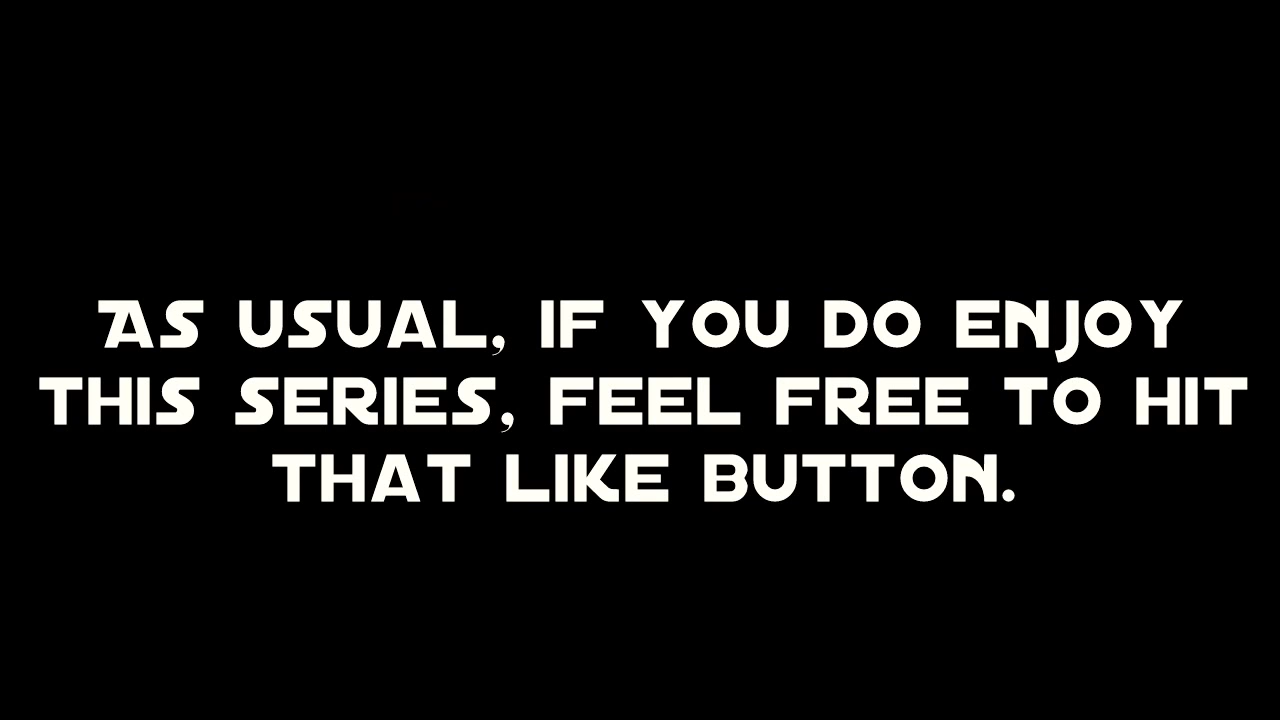 AS USUAL, IF YOU DO ENJOY
THIS SERIES, FEEL FREE TO HIT
THAT LIKE BUTTON.